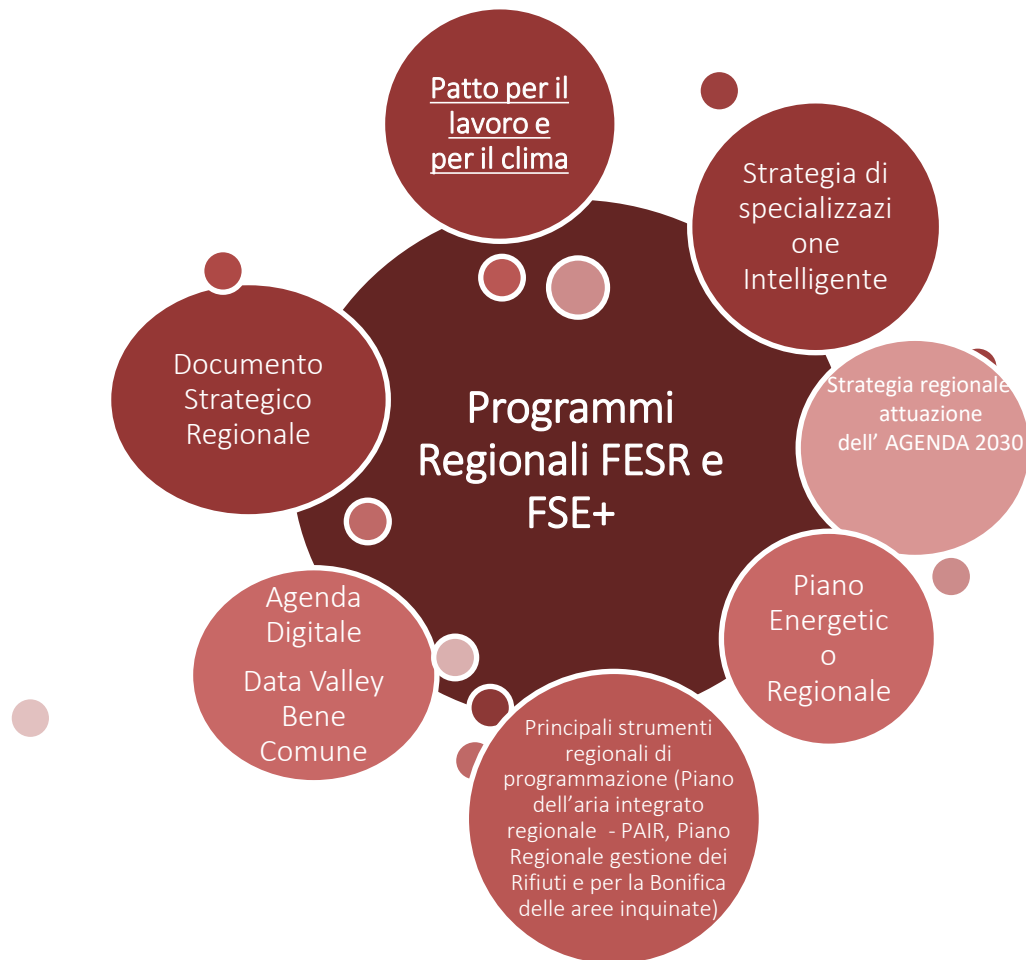 Patto per il
lavoro e
per il clima
Strategia di
specializzazi
one
Intelligente
Strategia regionale
attuazione
dell' AGENDA 2030
Documento
Strategico
Regionale
Programmi
Regionali FESR e
FSE+
Piano
Energetic
o
Regionale
Agenda
Digitale
Data Valley
Bene
Comune
Principali strumenti
regionali di
programmazione (Piano
dell’aria integrato
regionale - PAIR, Piano
Regionale gestione dei
Rifiuti e per la Bonifica
delle aree inquinate)